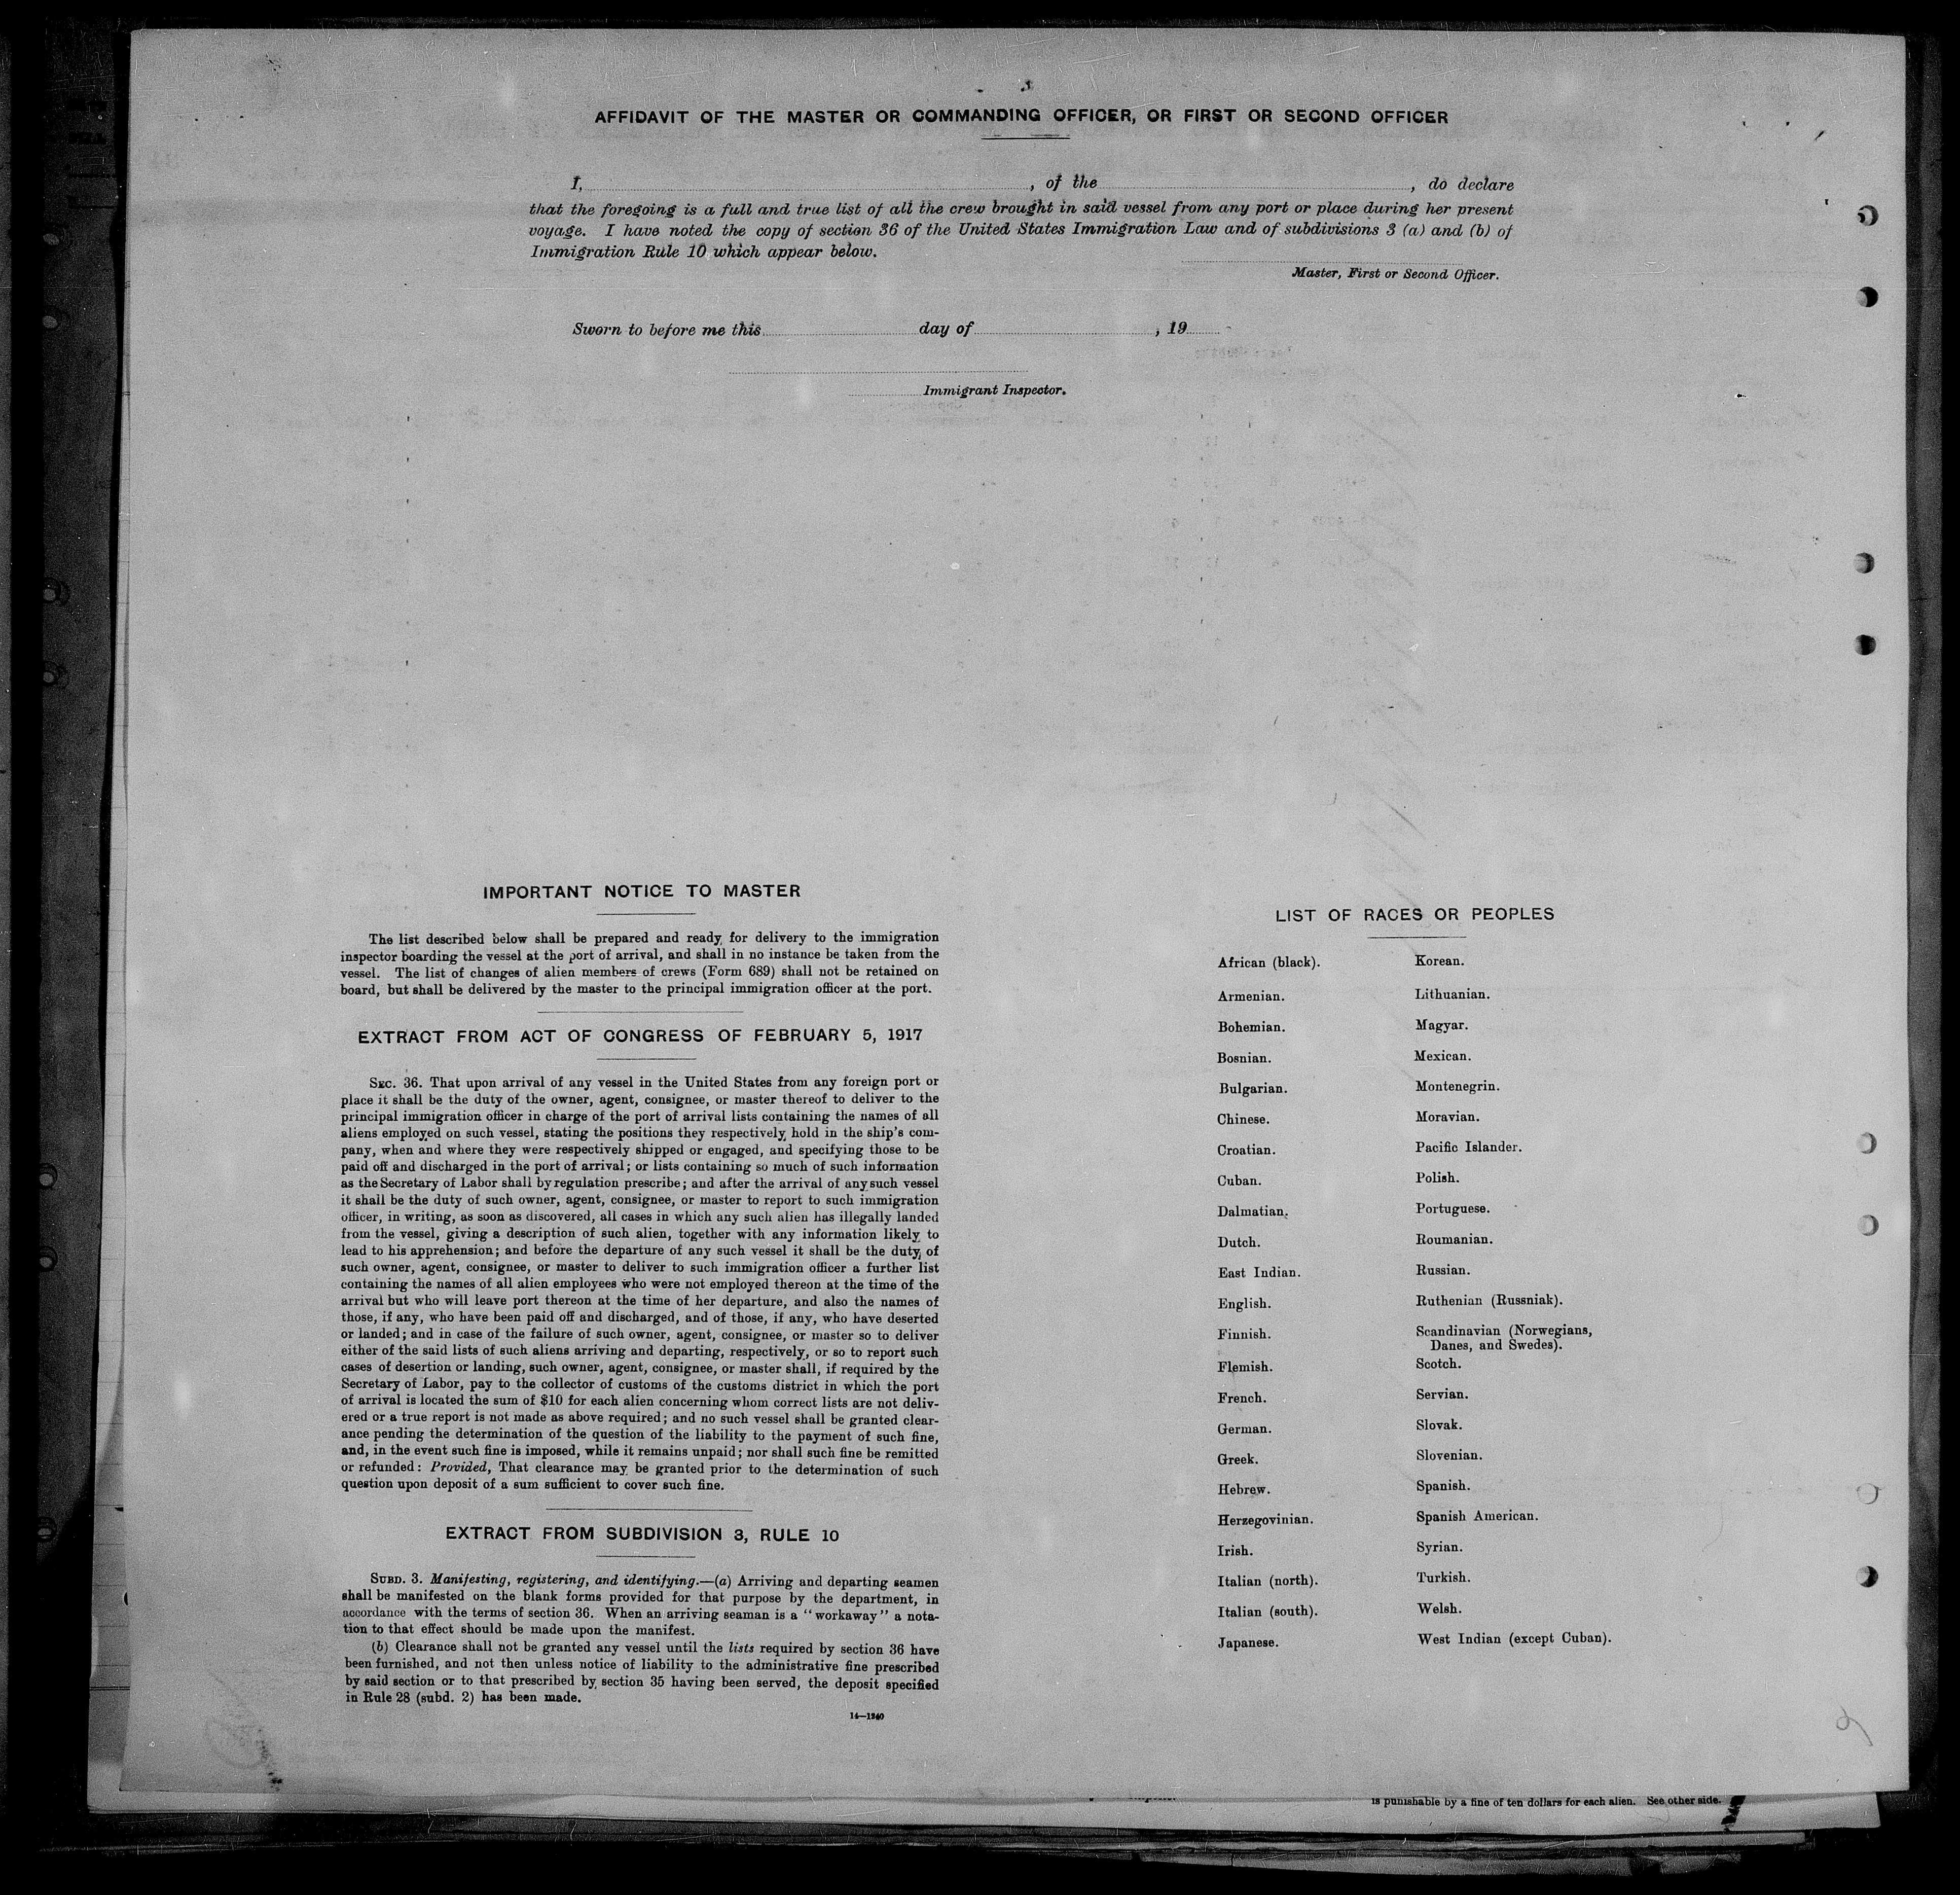 AFFIDAVIT OF THE MASTER OR COMMANDING OFFICER, OR FIRST OR SECOND OFFICER
I, , of the , do declare
that the foregoing is a full and true list of all the crew brought in said vessel from any port or place during her present
voyage. I have noted the copy of section 36 of the United States Immigration Law and of subdivisions 3 (a) and (b) of
Immigration Rule 10 which appear below.
Master, First or Second Officer.
Sworn to before me this day of , 19
Immigrant Inspector.
IMPORTANT NOTICE TO MASTER
The list described below shall be prepared and ready for delivery to the immigration
inspector boarding the vessel at the port of arrival, and shall in no instance be taken from the
vessel. The list of changes of alien members of crews (Form 689) shall not be retained on
board, but shall be delivered by the master to the principal immigration officer at the port.
EXTRACT FROM ACT OF CONGRESS OF FEBRUARY 5, 1917
SEC. 36. That upon arrival of any vessel in the United States from any foreign port or
place it shall be the duty of the owner, agent, consignee, or master thereof to deliver to the
principal immigration officer in charge of the port of arrival lists containing the names of all
aliens employed on such vessel, stating the positions they respectively hold in the ship's com-
pany, when and where they were respectively shipped or engaged, and specifying those to be
paid off and discharged in the port of arrival; or lists containing so much of such information
as the Secretary of Labor shall by regulation prescribe; and after the arrival of any such vessel
it shall be the duty of such owner, agent, consignee, or master to report to such immigration
officer, in writing, as soon as discovered, all cases in which any such alien has illegally landed
from the vessel, giving a description of such alien, together with any information likely to
lead to his apprehension; and before the departure of any such vessel it shall be the duty of
such owner, agent, consignee, or master to deliver to such immigration officer a further list
containing the names of all alien employees who were not employed thereon at the time of the
arrival but who will leave port thereon at the time of her departure, and also the names of
those, if any, who have been paid off and discharged, and of those, if any, who have deserted
or landed; and in case of the failure of such owner, agent, consignee, or master so to deliver
either of the said lists of such aliens arriving and departing, respectively, or so to report such
cases of desertion or landing, such owner, agent, consignee, or master shall, if required by the
Secretary of Labor, pay to the collector of customs of the customs district in which the port
of arrival is located the sum of $10 for each alien concerning whom correct lists are not deliv-
ered or a true report is not made as above required; and no such vessel shall be granted clear-
ance pending the determination of the question of the liability to the payment of such fine,
and, in the event such fine is imposed, while it remains unpaid; nor shall such fine be remitted
or refunded: Provided, That clearance may be granted prior to the determination of such
question upon deposit of a sum sufficient to cover such fine.
EXTRACT FROM SUBDIVISION 3, RULE 10
SUBD. 3. Manifesting, registering, and identifying.—(a) Arriving and departing seamen
shall be manifested on the blank forms provided for that purpose by the department, in
accordance with the terms of section 36. When an arriving seaman is a "workaway" a nota-
tion to that effect should be made upon the manifest.
(b) Clearance shall not be granted any vessel until the lists required by section 36 have
been furnished, and not then unless notice of liability to the administrative fine prescribed
by said section or to that prescribed by section 35 having been served, the deposit specified
in Rule 28 (subd. 2) has been made.
14—1240
LIST OF RACES OR PEOPLES
African (black).
Armenian.
Bohemian.
Bosnian.
Bulgarian.
Chinese.
Croatian.
Cuban.
Dalmatian.
Dutch.
East Indian.
English.
Finnish.
Flemish.
French.
German.
Greek.
Hebrew.
Herzegovinian.
Irish.
Italian (north).
Italian (south).
Japanese.
Korean.
Lithuanian.
Magyar.
Mexican.
Montenegrin.
Moravian.
Pacific Islander.
Polish.
Portuguese.
Roumanian.
Russian.
Ruthenian (Russniak).
Scandinavian (Norwegians,
Danes, and Swedes).
Scotch.
Servian.
Slovak.
Slovenian.
Spanish.
Spanish American.
Syrian.
Turkish.
Welsh.
West Indian (except Cuban).
is punishable by a fine of ten dollars for each alien. See other side.